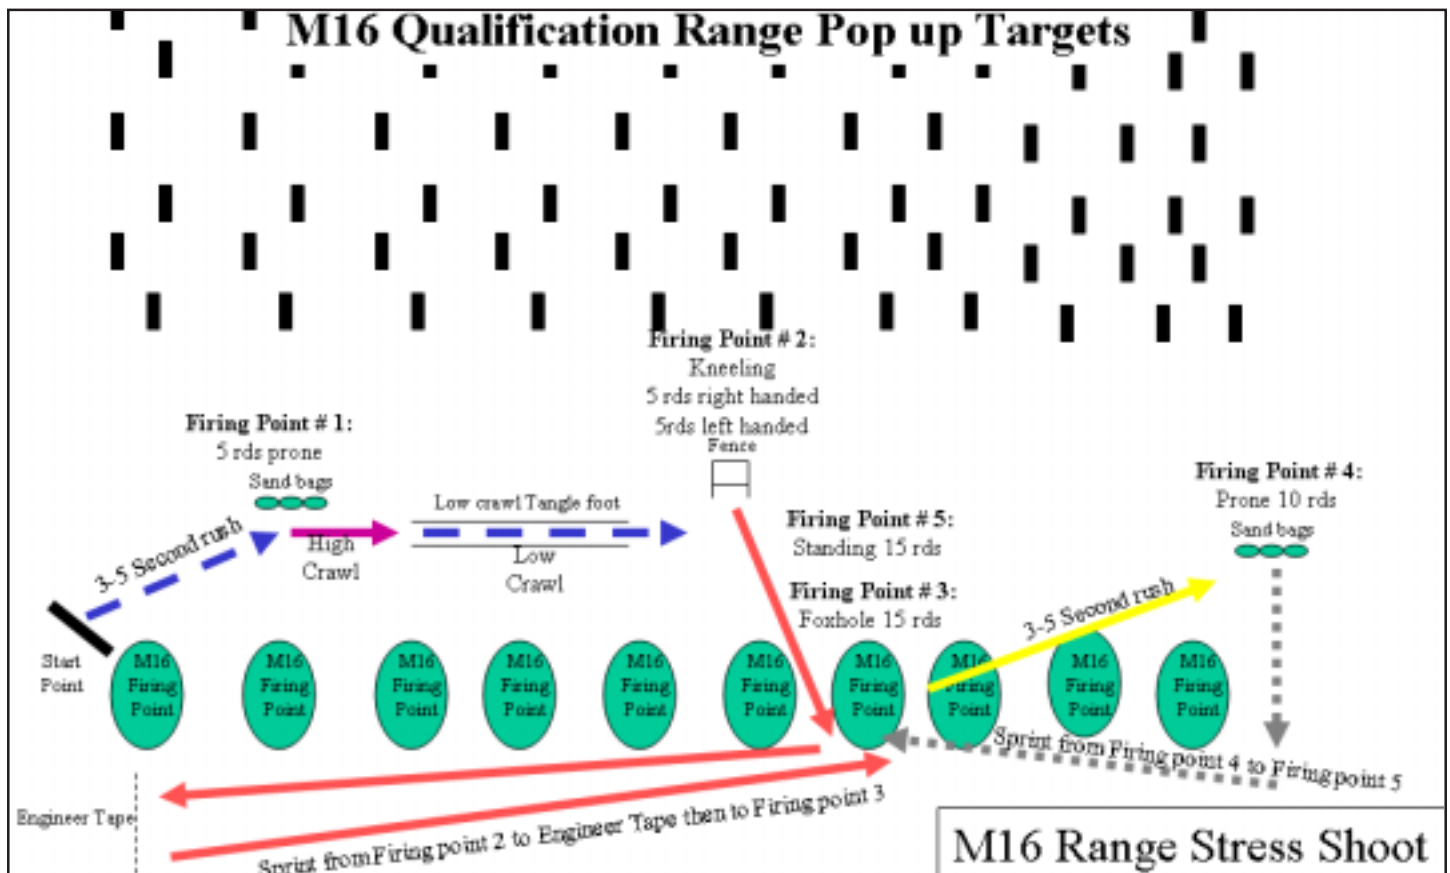 M16 Qualification Range Pop up Targets
Firing Point # 2:
Kneeling
5 rds right handed
5rds left handed
Fence
Firing Point # 1:
5 rds prone
Sand bags
Low crawl Tangle foot
3-5 Second rush
High
Crawl
Low
Crawl
Firing Point # 5:
Standing 15 rds
Firing Point # 3:
Foxhole 15 rds
Firing Point # 4:
Prone 10 rds
Sand bags
3-5 Second rush
Start
Point
M16
Firing
Point
M16
Firing
Point
M16
Firing
Point
M16
Firing
Point
M16
Firing
Point
M16
Firing
Point
M16
Firing
Point
M16
Firing
Point
M16
Firing
Point
M16
Firing
Point
Sprint from Firing point 4 to Firing point 5
Engineer Tape
Sprint from Firing point 2 to Engineer Tape then to Firing point 3
M16 Range Stress Shoot